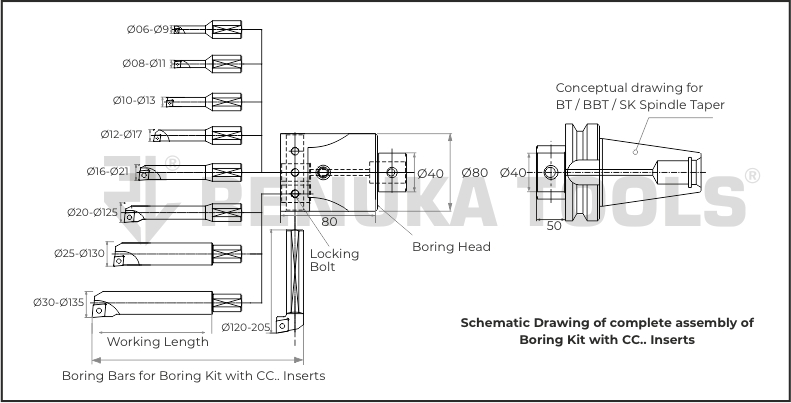 Ø06-Ø9
Ø08-Ø11
Ø10-Ø13
Ø12-Ø17
Ø16-Ø21
Ø20-Ø125
Ø25-Ø130
Ø30-Ø135
Working Length
Boring Bars for Boring Kit with CC.. Inserts
Ø120-205
Locking
Bolt
80
Ø40
Ø80
Boring Head
Conceptual drawing for
BT / BBT / SK Spindle Taper
Ø40
50
RENUKA TOOLS®
®
Schematic Drawing of complete assembly of
Boring Kit with CC.. Inserts